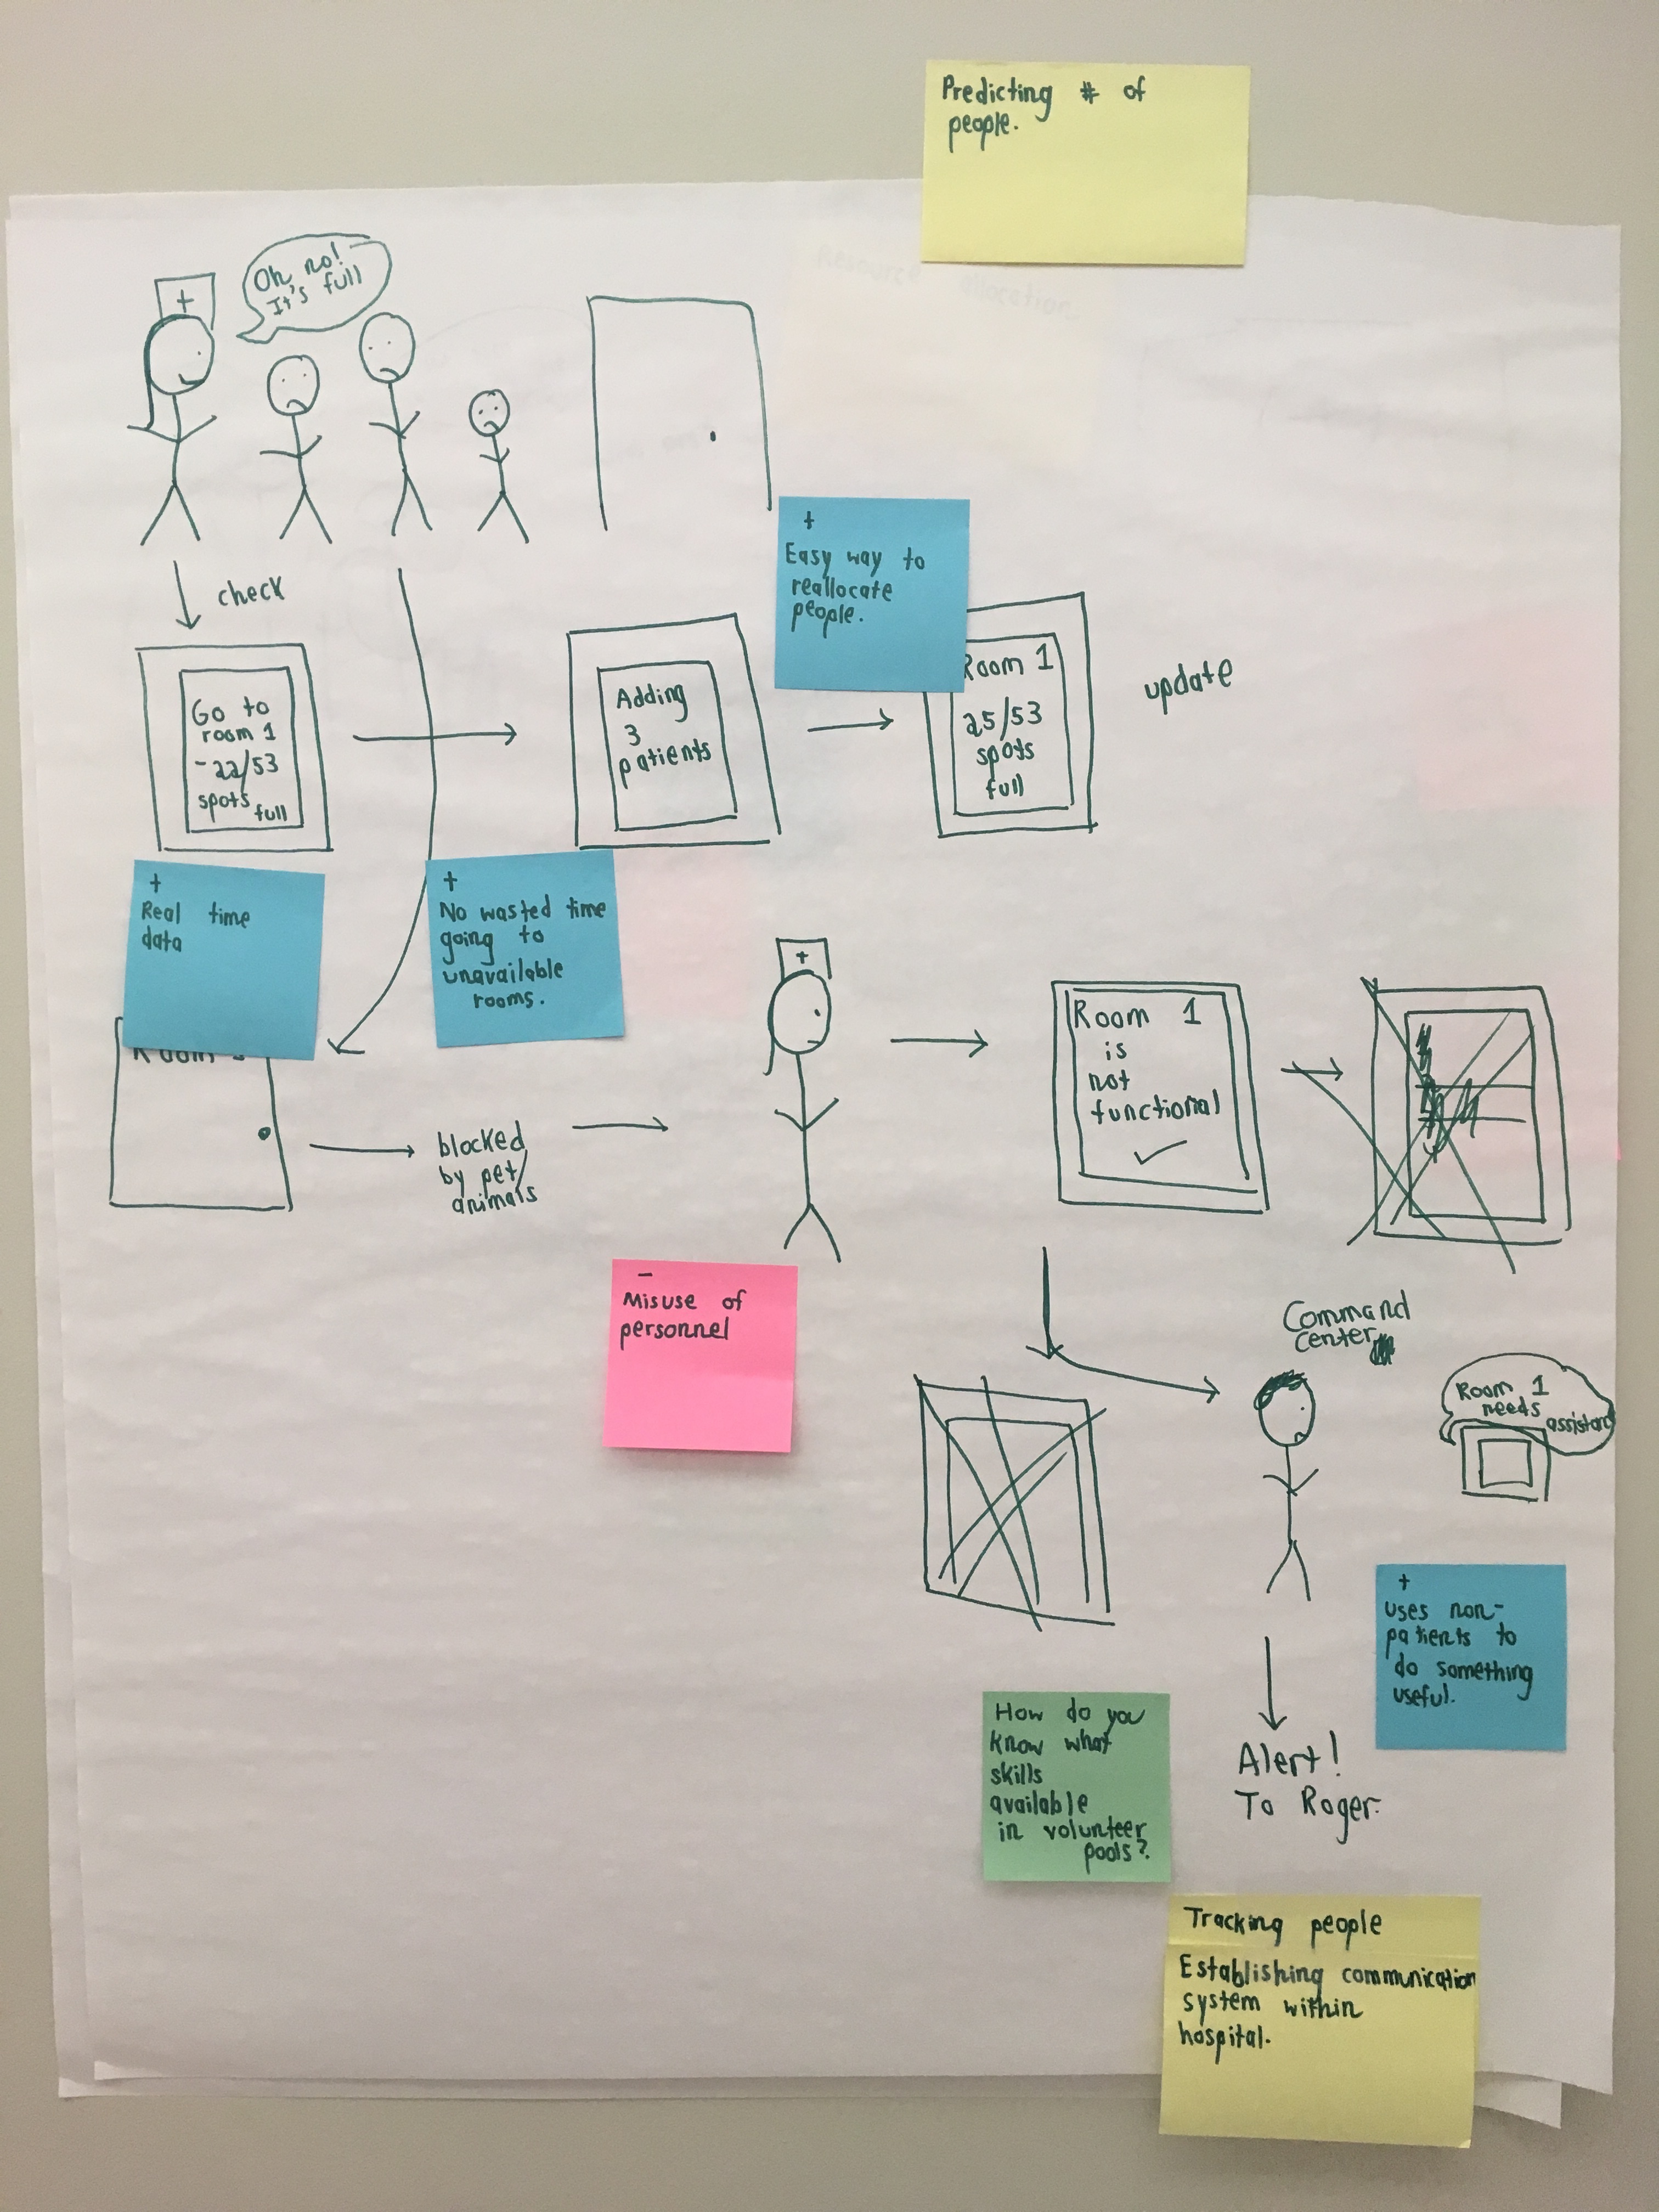 Predicting # of
people.
Resource allocation
Oh no!
It's full
+
check
+
Easy way to
reallocate
people.
Go to
room 1
-22/53
spots full
Adding
3
patients
Room 1
25/53
spots
full
update
+
Real time
data
+
No wasted time
going to
unavailable
rooms.
Room
blocked
by pet/
animals
+
Room 1
is
not
functional
-
Misuse of
personnel
Command
center
Room 1
needs
+
uses non-
patients to
do something
useful.
How do you
know what
skills
available
in volunteer
pools?
Alert!
To Roger.
Tracking people
Establishing communication
system within
hospital.